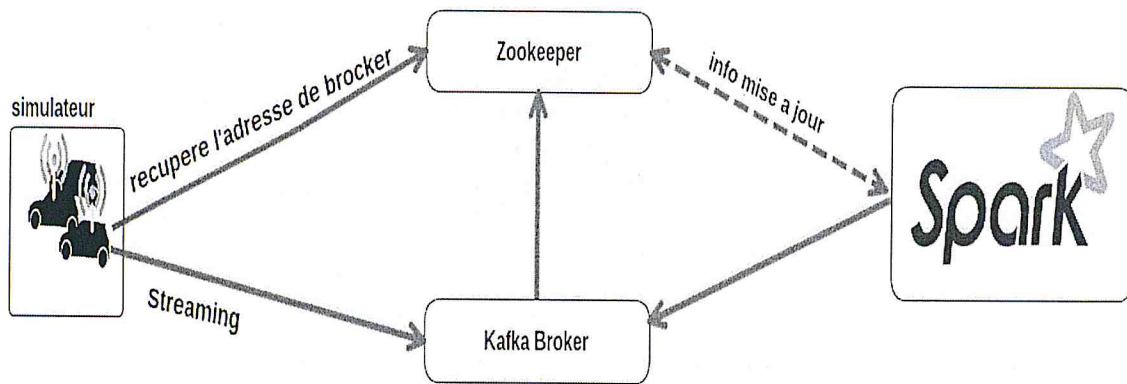 Zookeeper
simulateur
recupere l'adresse de brocker
info mise a jour
Spark
Streaming
Kafka Broker